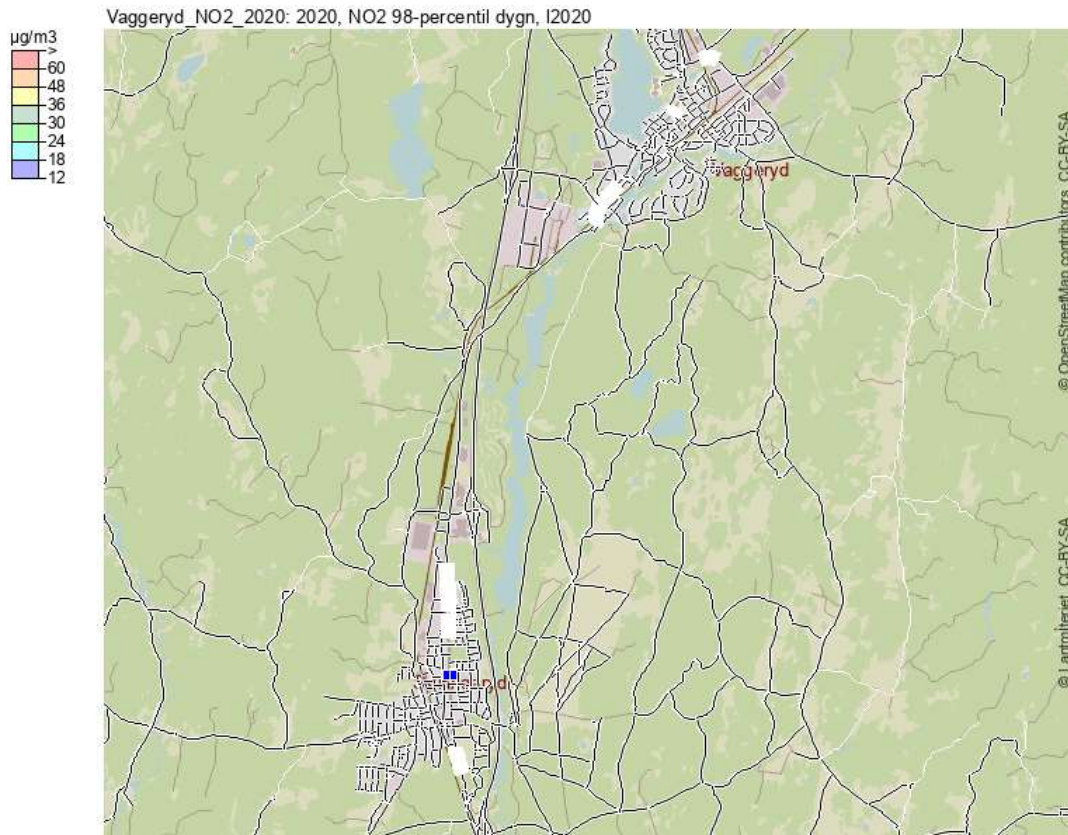 Vaggeryd_NO2_2020: 2020, NO2 98-percentil dygn, I2020
µg/m3
>
60
48
36
30
24
18
12
Vaggeryd
© OpenStreetMap contributors, CC-BY-SA
© Lantmäteriet, CC-BY-SA